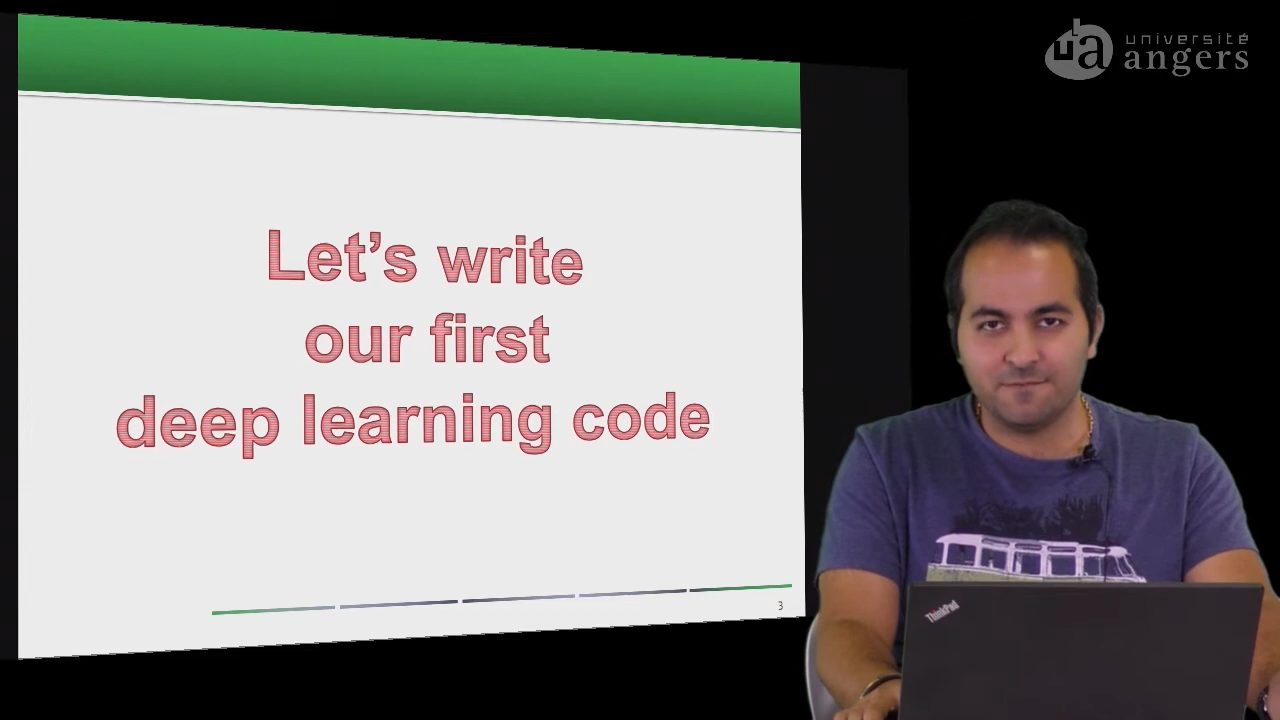 université
angers
Let's write
our first
deep learning code
3
ThinkPad